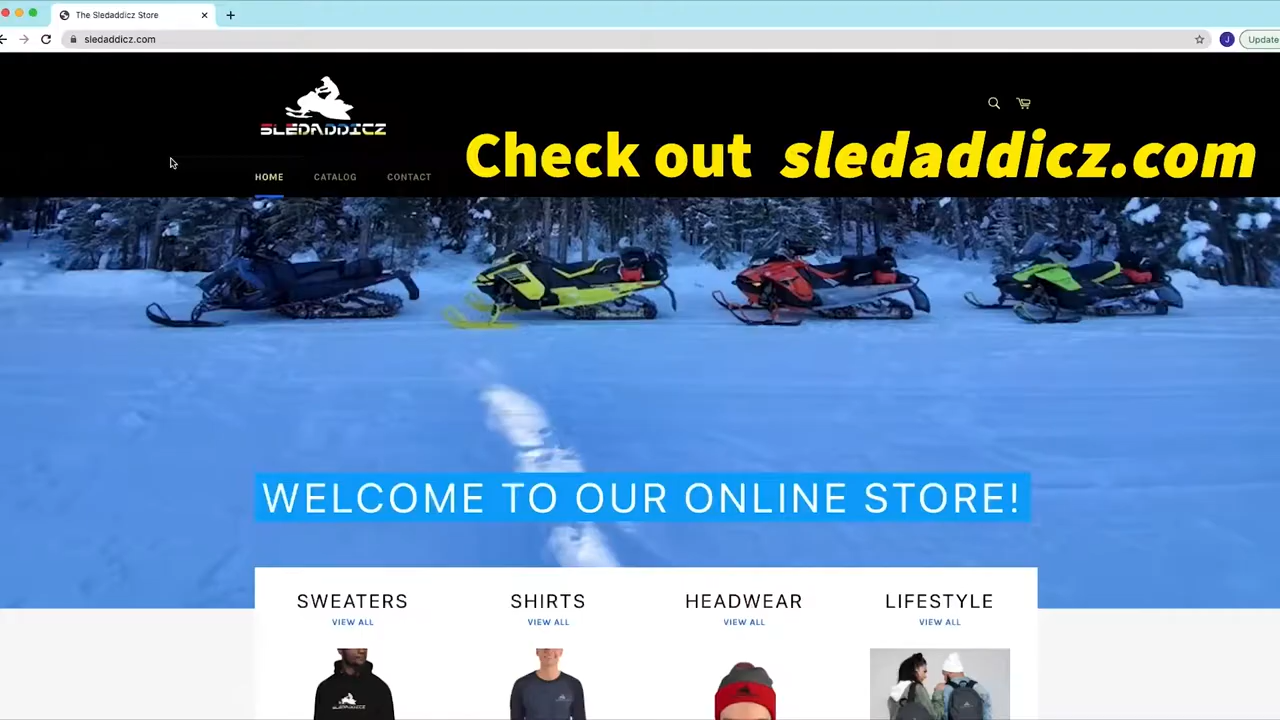 The Sledaddicz Store
sledaddicz.com
Update
SLEDADDICZ
Check out sledaddicz.com
HOME CATALOG CONTACT
WELCOME TO OUR ONLINE STORE!
SWEATERS SHIRTS HEADWEAR LIFESTYLE
VIEW ALL VIEW ALL VIEW ALL VIEW ALL
SLEDADDICZ